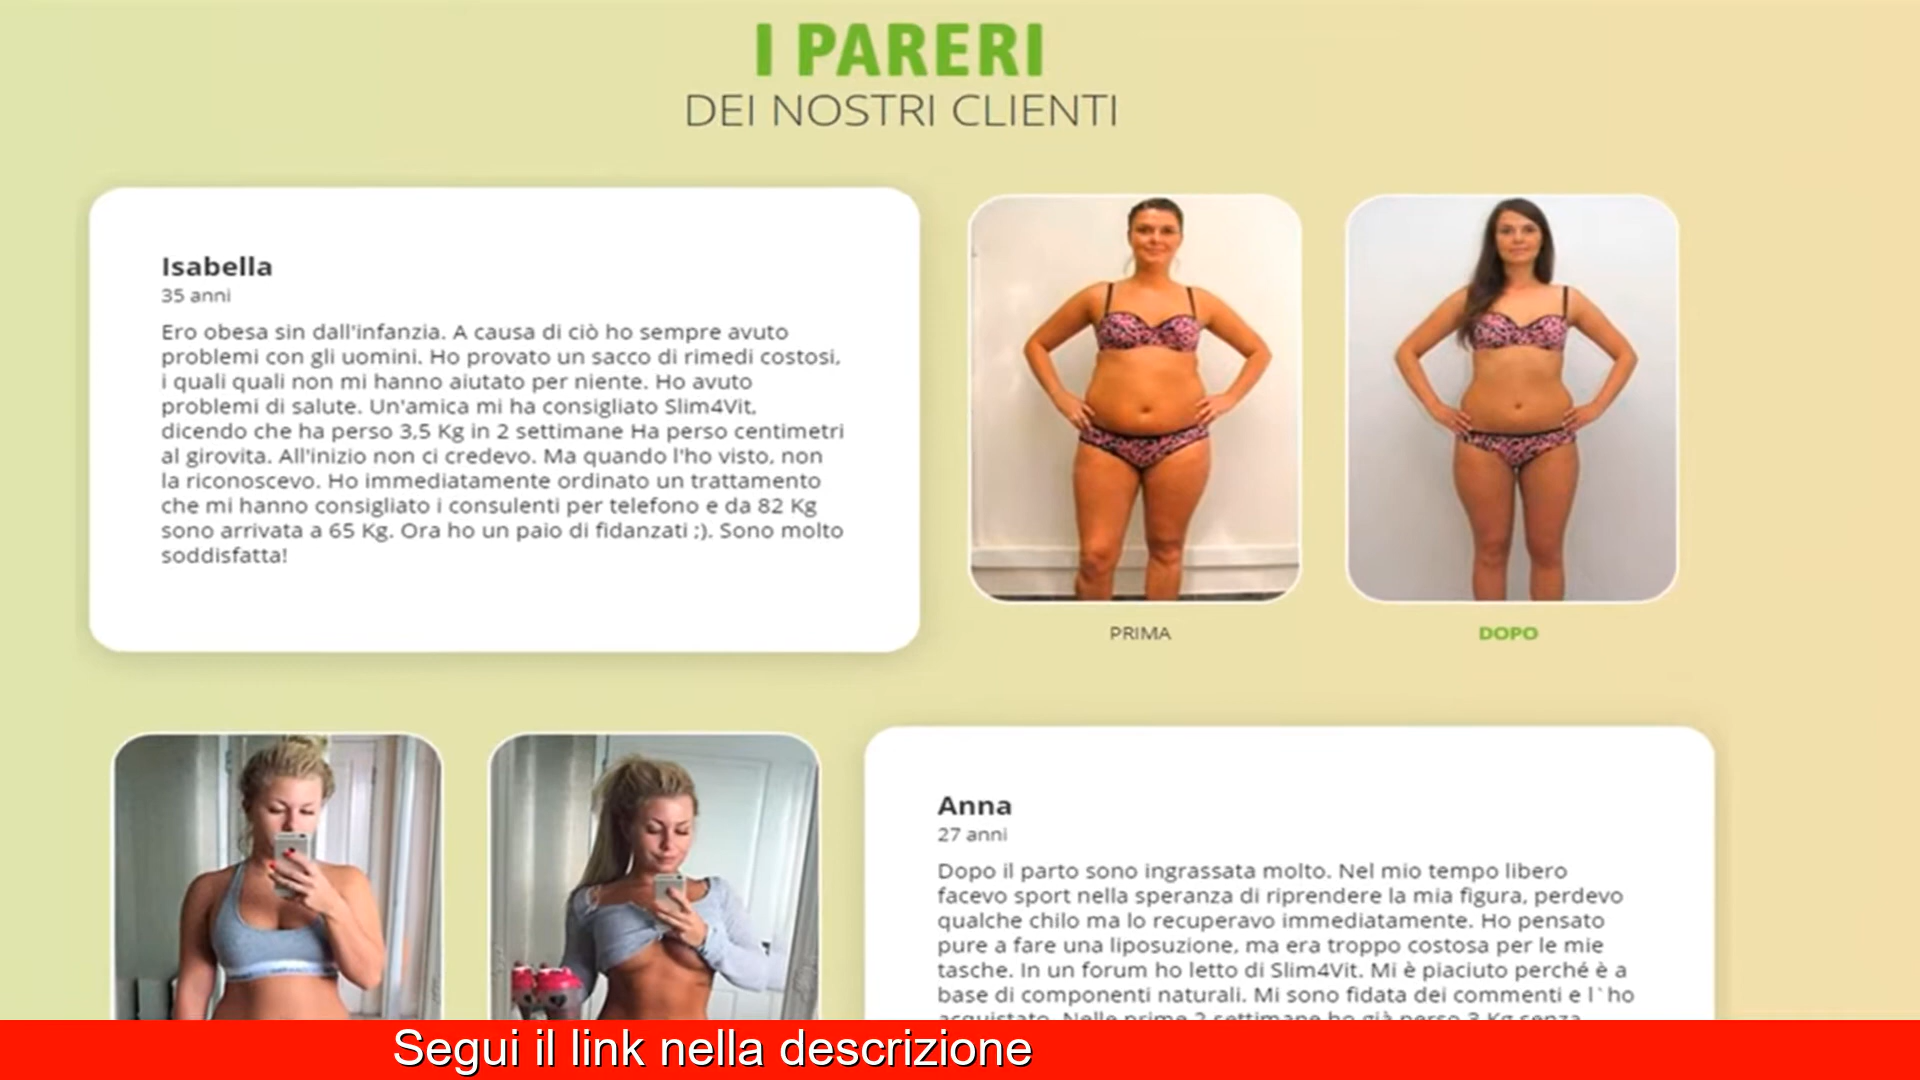 I PARERI
DEI NOSTRI CLIENTI
Isabella
35 anni
Ero obesa sin dall'infanzia. A causa di ciò ho sempre avuto
problemi con gli uomini. Ho provato un sacco di rimedi costosi,
i quali quali non mi hanno aiutato per niente. Ho avuto
problemi di salute. Un'amica mi ha consigliato Slim4Vit,
dicendo che ha perso 3,5 Kg in 2 settimane Ha perso centimetri
al girovita. All'inizio non ci credevo. Ma quando l'ho visto, non
la riconoscevo. Ho immediatamente ordinato un trattamento
che mi hanno consigliato i consulenti per telefono e da 82 Kg
sono arrivata a 65 Kg. Ora ho un paio di fidanzati ;). Sono molto
soddisfatta!
PRIMA
DOPO
Anna
27 anni
Dopo il parto sono ingrassata molto. Nel mio tempo libero
facevo sport nella speranza di riprendere la mia figura, perdevo
qualche chilo ma lo recuperavo immediatamente. Ho pensato
pure a fare una liposuzione, ma era troppo costosa per le mie
tasche. In un forum ho letto di Slim4Vit. Mi è piaciuto perché è a
base di componenti naturali. Mi sono fidata dei commenti e l`ho
acquistato. Nelle prime 2 settimane ho già perso 3 Kg senza
Segui il link nella descrizione